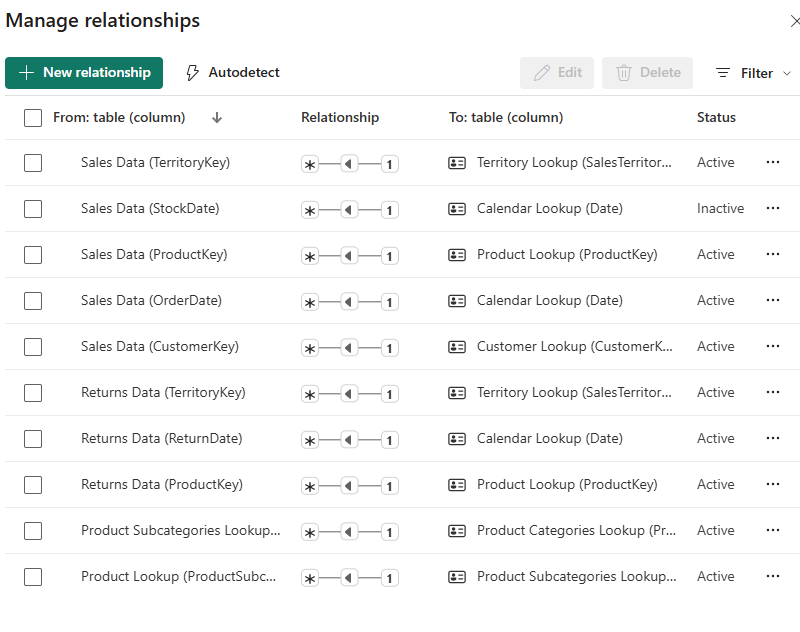 Manage relationships
New relationship Autodetect Edit Delete Filter
From: table (column) Relationship To: table (column) Status
Sales Data (TerritoryKey) * 1 Territory Lookup (SalesTerritor... Active
Sales Data (StockDate) * 1 Calendar Lookup (Date) Inactive
Sales Data (ProductKey) * 1 Product Lookup (ProductKey) Active
Sales Data (OrderDate) * 1 Calendar Lookup (Date) Active
Sales Data (CustomerKey) * 1 Customer Lookup (CustomerK... Active
Returns Data (TerritoryKey) * 1 Territory Lookup (SalesTerritor... Active
Returns Data (ReturnDate) * 1 Calendar Lookup (Date) Active
Returns Data (ProductKey) * 1 Product Lookup (ProductKey) Active
Product Subcategories Lookup... * 1 Product Categories Lookup (Pr... Active
Product Lookup (ProductSubc... * 1 Product Subcategories Lookup... Active